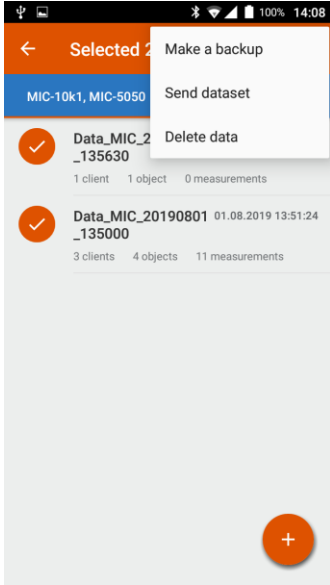 100% 14:08
Selected 2
Make a backup
MIC-10k1, MIC-5050
Send dataset
Delete data
Data_MIC_2
_135630
1 client 1 object 0 measurements
Data_MIC_20190801 01.08.2019 13:51:24
_135000
3 clients 4 objects 11 measurements